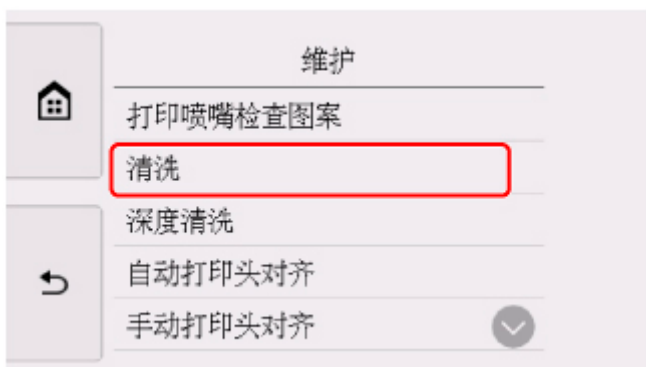 维护
打印喷嘴检查图案
清洗
深度清洗
自动打印头对齐
手动打印头对齐